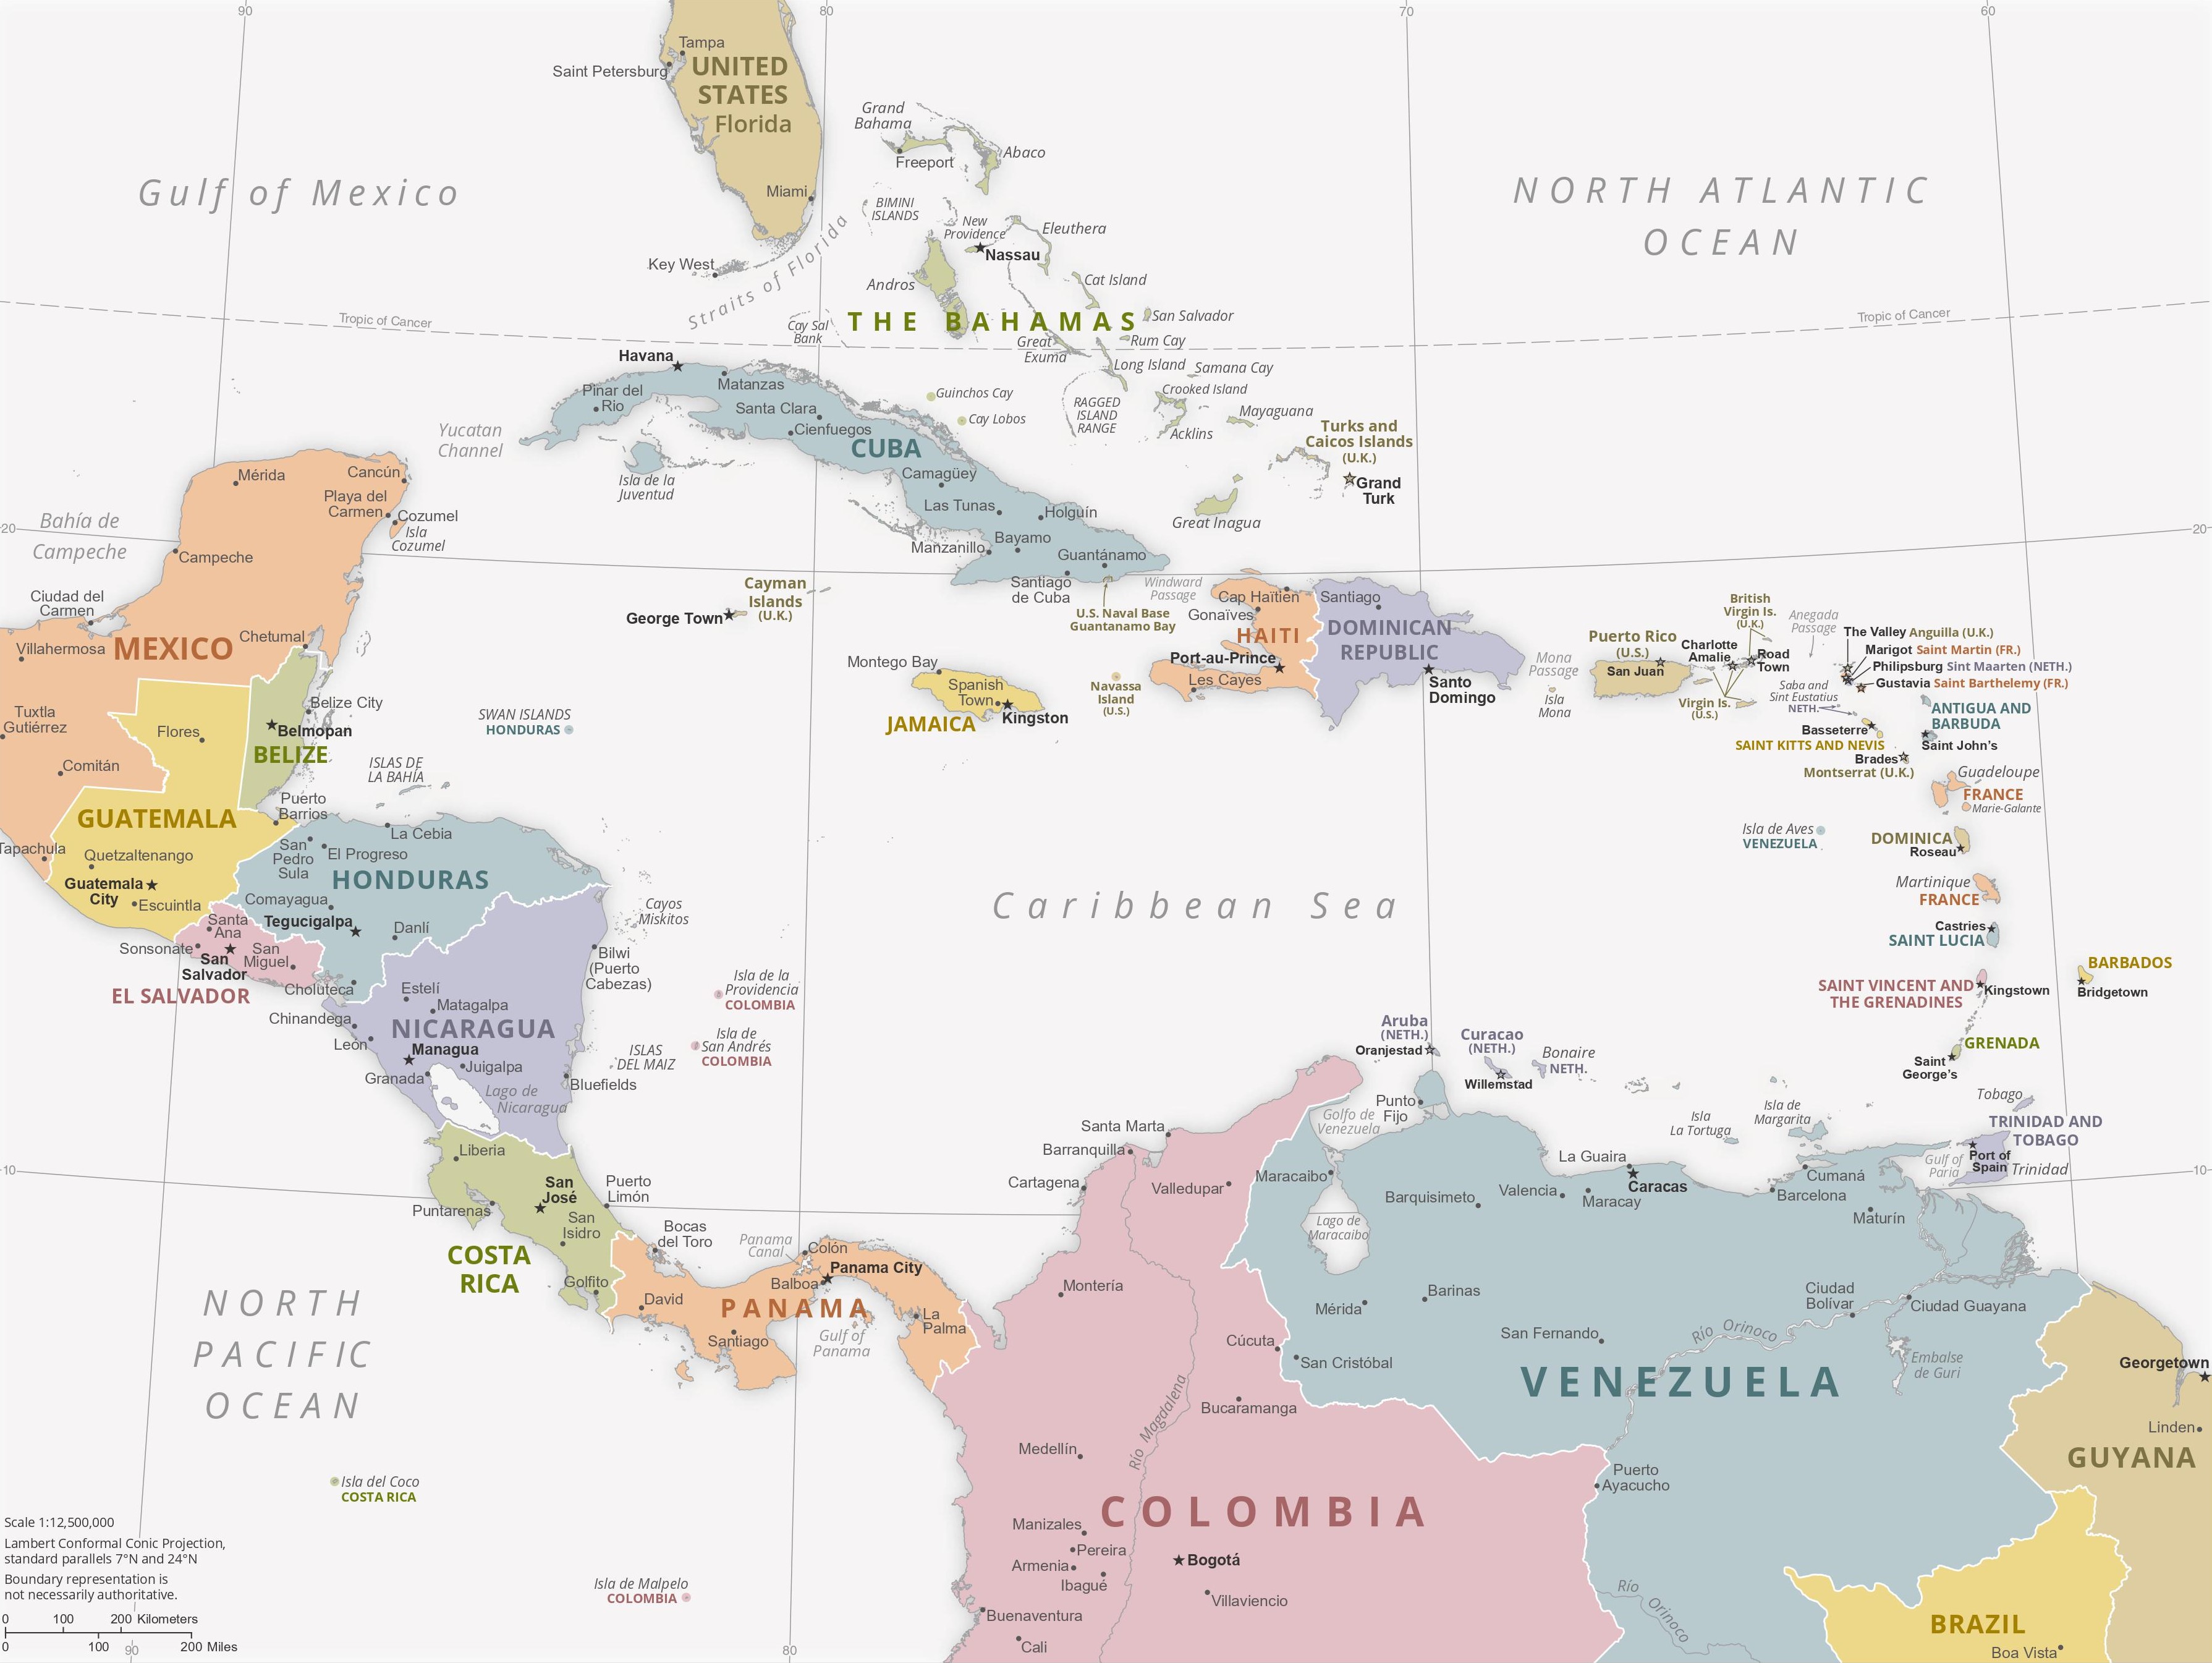 90
80
70
60
Tampa
Saint Petersburg
UNITED
STATES
Florida
Miami
Key West
Gulf of Mexico
Straits of Florida
Grand
Bahama
Freeport
Abaco
BIMINI
ISLANDS
New
Providence
Nassau
Eleuthera
Andros
Cat Island
THE BAHAMAS
San Salvador
Cay Sal
Bank
Great
Exuma
Rum Cay
Long Island
Samana Cay
Crooked Island
RAGGED
ISLAND
RANGE
Acklins
Mayaguana
Guinchos Cay
Cay Lobos
Turks and
Caicos Islands
(U.K.)
Grand
Turk
Great Inagua
NORTH ATLANTIC
OCEAN
Tropic of Cancer
Tropic of Cancer
Havana
Matanzas
Pinar del
Rio
Santa Clara
Cienfuegos
CUBA
Camagüey
Las Tunas
Holguín
Bayamo
Manzanillo
Guantánamo
Santiago
de Cuba
Isla de la
Juventud
Yucatan
Channel
U.S. Naval Base
Guantanamo Bay
Windward
Passage
Cayman
Islands
(U.K.)
George Town
Mérida
Cancún
Playa del
Carmen
Cozumel
Isla
Cozumel
Campeche
Bahía de
Campeche
20
20
Ciudad del
Carmen
MEXICO
Villahermosa
Chetumal
Tuxtla
Gutiérrez
Comitán
Tapachula
Belize City
Belmopan
BELIZE
Flores
GUATEMALA
Puerto
Barrios
Quetzaltenango
Guatemala
City
Escuintla
SWAN ISLANDS
HONDURAS
ISLAS DE
LA BAHÍA
La Cebia
San
Pedro
Sula
El Progreso
HONDURAS
Comayagua
Tegucigalpa
Danlí
Choluteca
Santa
Ana
Sonsonate
San
Salvador
San
Miguel
EL SALVADOR
Cayos
Miskitos
Bilwi
(Puerto
Cabezas)
Estelí
Matagalpa
Chinandega
NICARAGUA
León
Managua
Juigalpa
Granada
Lago de
Nicaragua
Bluefields
ISLAS
DEL MAIZ
Isla de la
Providencia
COLOMBIA
Isla de
San Andrés
COLOMBIA
Montego Bay
Spanish
Town
Kingston
JAMAICA
Navassa
Island
(U.S.)
Cap Haïtien
Gonaïves
HAITI
Port-au-Prince
Les Cayes
Santiago
DOMINICAN
REPUBLIC
Santo
Domingo
Mona
Passage
Isla
Mona
Puerto Rico
(U.S.)
San Juan
Charlotte
Amalie
British
Virgin Is.
(U.K.)
Road
Town
Virgin Is.
(U.S.)
Anegada
Passage
The Valley Anguilla (U.K.)
Marigot Saint Martin (FR.)
Philipsburg Sint Maarten (NETH.)
Gustavia Saint Barthelemy (FR.)
Saba and
Sint Eustatius
NETH.
Basseterre
SAINT KITTS AND NEVIS
ANTIGUA AND
BARBUDA
Saint John’s
Brades
Montserrat (U.K.)
Guadeloupe
FRANCE
Marie-Galante
Isla de Aves
VENEZUELA
DOMINICA
Roseau
Martinique
FRANCE
Castries
SAINT LUCIA
BARBADOS
Bridgetown
SAINT VINCENT AND
THE GRENADINES
Kingstown
GRENADA
Saint
George’s
Tobago
TRINIDAD AND
TOBAGO
Port of
Spain
Trinidad
Gulf of
Paria
Caribbean Sea
Aruba
(NETH.)
Oranjestad
Curacao
(NETH.)
Willemstad
Bonaire
NETH.
Isla
La Tortuga
Isla de
Margarita
10
10
Liberia
San
José
Puntarenas
Puerto
Limón
San
Isidro
COSTA
RICA
Golfito
Bocas
del Toro
Panama
Canal
Colón
Panama City
Balboa
David
PANAMA
Santiago
Gulf of
Panama
La
Palma
NORTH
PACIFIC
OCEAN
Isla del Coco
COSTA RICA
Isla de Malpelo
COLOMBIA
Santa Marta
Barranquilla
Cartagena
Valledupar
Montería
Cúcuta
Bucaramanga
Río Magdalena
Medellín
COLOMBIA
Manizales
Pereira
Armenia
Ibagué
Bogotá
Villaviencio
Buenaventura
Cali
Golfo de
Venezuela
Punto
Fijo
Maracaibo
Lago de
Maracaibo
Barquisimeto
Valencia
Maracay
La Guaira
Caracas
Cumaná
Barcelona
Maturín
Mérida
Barinas
San Cristóbal
San Fernando
Río Orinoco
Ciudad
Bolívar
Ciudad Guayana
Embalse
de Guri
VENEZUELA
Puerto
Ayacucho
Río
Orinoco
Georgetown
Linden
GUYANA
BRAZIL
Boa Vista
Scale 1:12,500,000
Lambert Conformal Conic Projection,
standard parallels 7°N and 24°N
Boundary representation is
not necessarily authoritative.
0 100 200 Kilometers
0 100 200 Miles
90
80